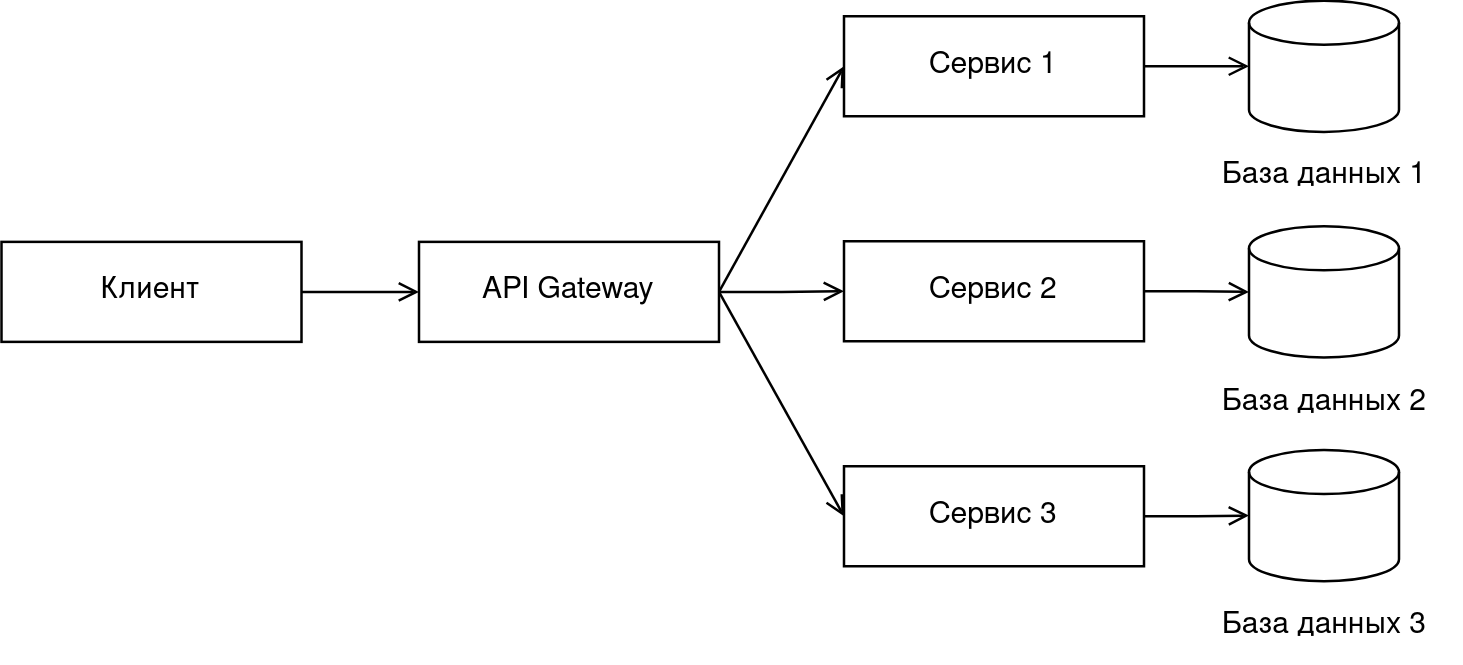 Сервис 1
База данных 1
Клиент
API Gateway
Сервис 2
База данных 2
Сервис 3
База данных 3